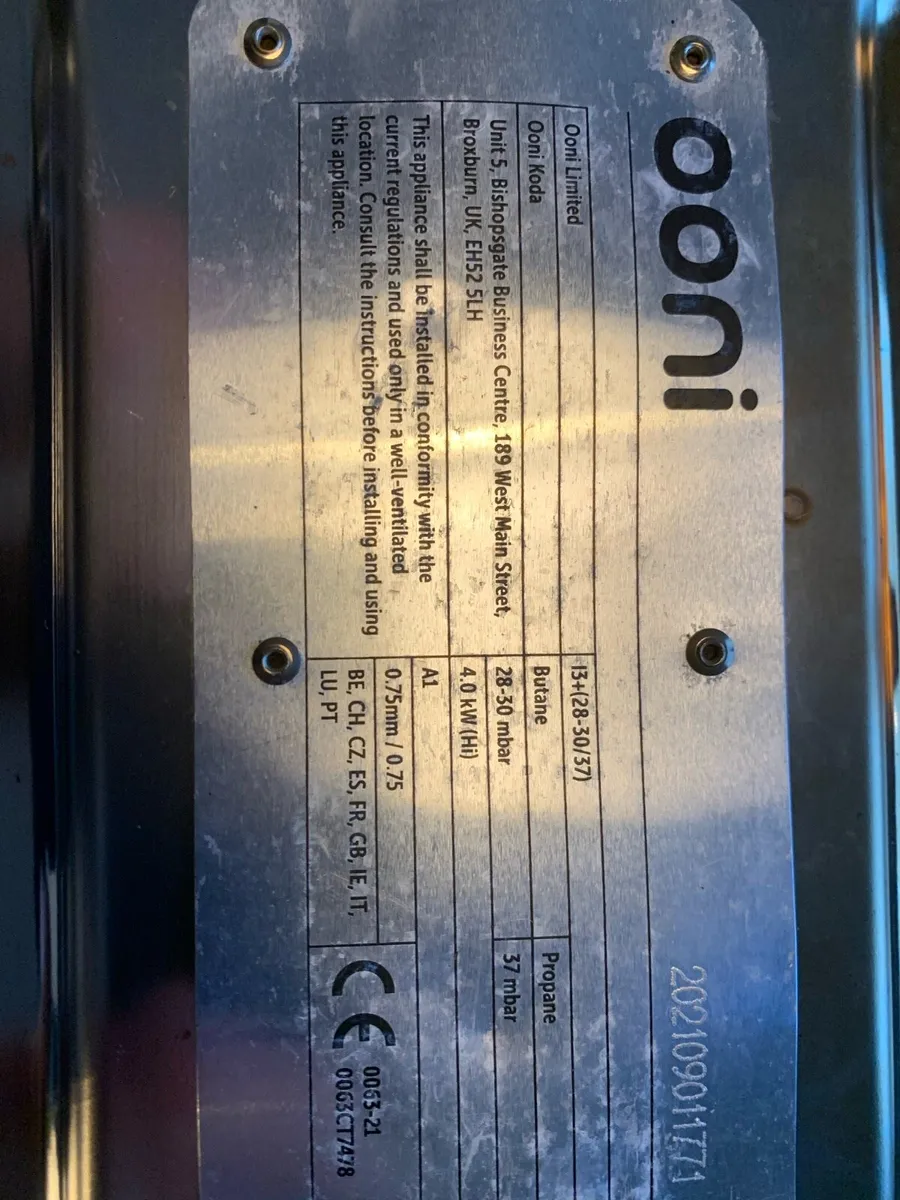 ooni
20210901177​1
Ooni Limited
I3+(28-30/37)
Ooni Koda
Butane
Propane
Unit 5, Bishopsgate Business Centre, 189 West Main Street,
Broxburn, UK, EH52 5LH
28-30 mbar
37 mbar
4.0 kW (Hi)
This appliance shall be installed in conformity with the
current regulations and used only in a well-ventilated
location. Consult the instructions before installing and using
this appliance.
A1
0.75mm / 0.75
BE, CH, CZ, ES, FR, GB, IE, IT,
LU, PT
CE
0063-21
0063CT7478